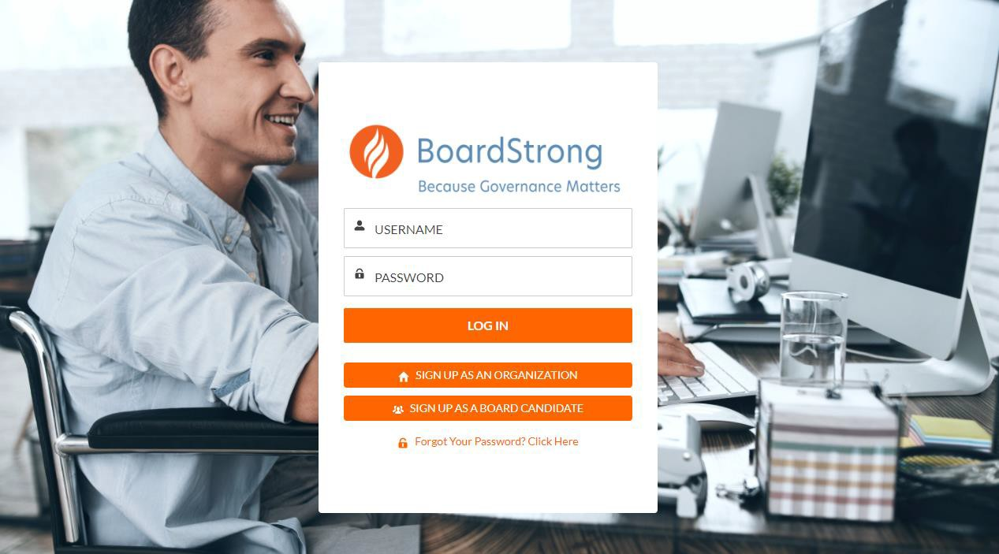 BoardStrong
Because Governance Matters
USERNAME
PASSWORD
LOG IN
SIGN UP AS AN ORGANIZATION
SIGN UP AS A BOARD CANDIDATE
Forgot Your Password? Click Here